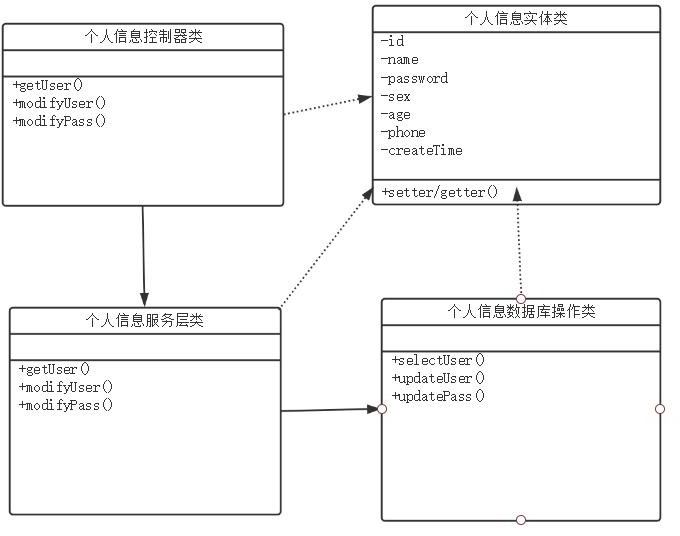 个人信息控制器类
+getUser()
+modifyUser()
+modifyPass()
个人信息实体类
-id
-name
-password
-sex
-age
-phone
-createTime
+setter/getter()
个人信息服务层类
+getUser()
+modifyUser()
+modifyPass()
个人信息数据库操作类
+selectUser()
+updateUser()
+updatePass()